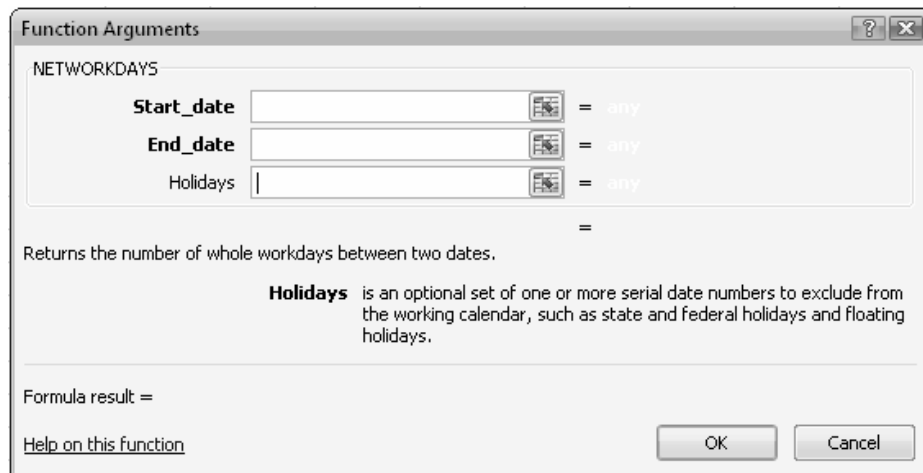 Function Arguments
NETWORKDAYS
Start_date = any
End_date = any
Holidays = any
=
Returns the number of whole workdays between two dates.
Holidays is an optional set of one or more serial date numbers to exclude from
the working calendar, such as state and federal holidays and floating
holidays.
Formula result =
Help on this function
OK Cancel